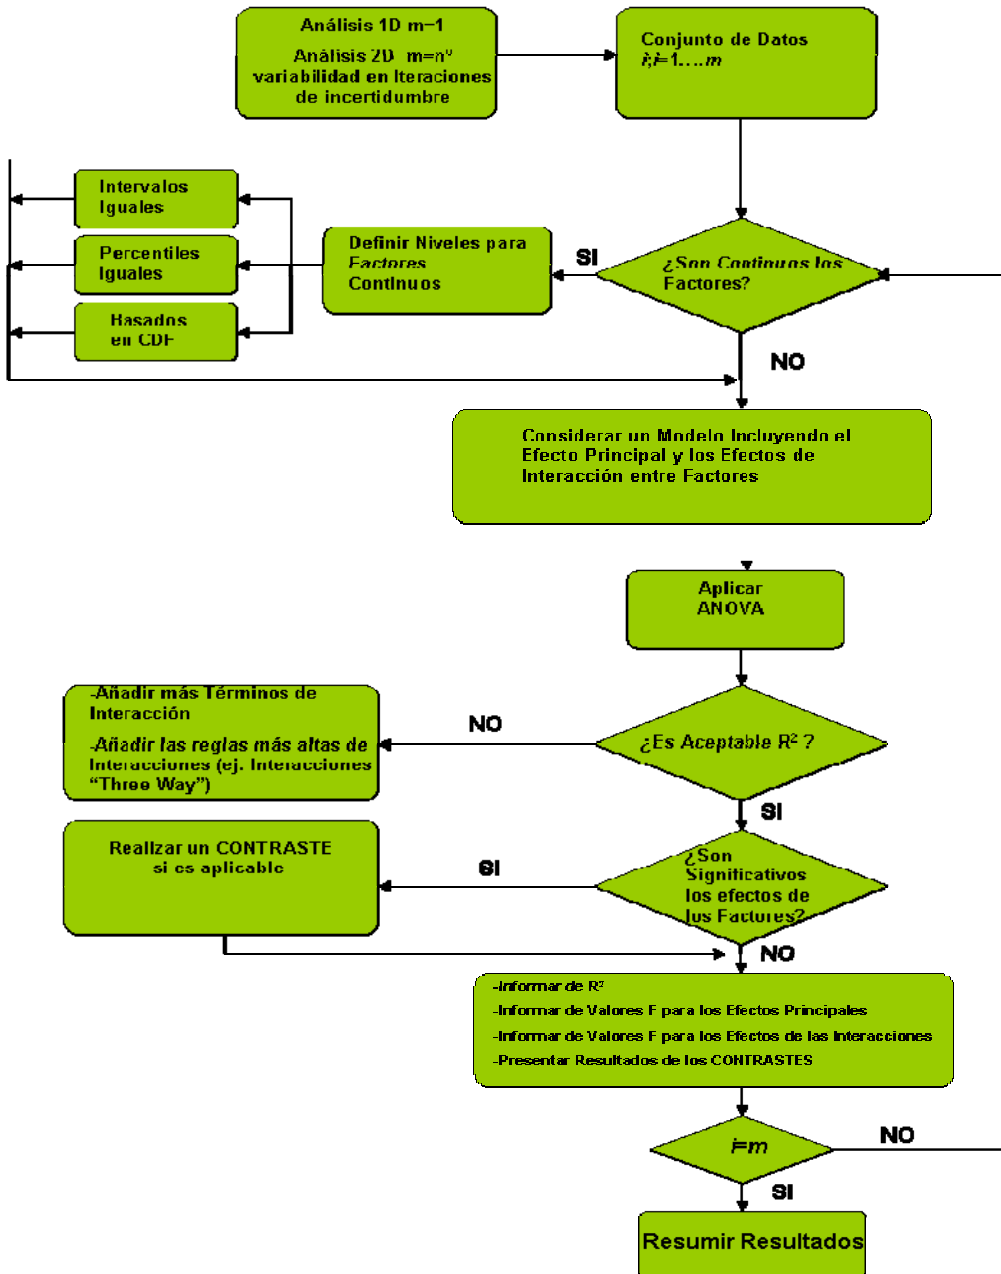 Análisis 1D m=1
Análisis 2D m=nº
variabilidad en Iteraciones
de incertidumbre
Conjunto de Datos
i;i=1....m
Intervalos
Iguales
Percentiles
Iguales
Basados
en CDF
Definir Niveles para
Factores
Continuos
SI
¿Son Continuos los
Factores?
NO
Considerar un Modelo Incluyendo el
Efecto Principal y los Efectos de
Interacción entre Factores
Aplicar
ANOVA
-Añadir más Términos de
Interacción
-Añadir las reglas más altas de
Interacciones (ej. Interacciones
“Three Way”)
NO
¿Es Aceptable R² ?
SI
Realizar un CONTRASTE
si es aplicable
SI
¿Son
Significativos
los efectos de
los Factores?
NO
-Informar de R²
-Informar de Valores F para los Efectos Principales
-Informar de Valores F para los Efectos de las Interacciones
-Presentar Resultados de los CONTRASTES
i=m
NO
SI
Resumir Resultados